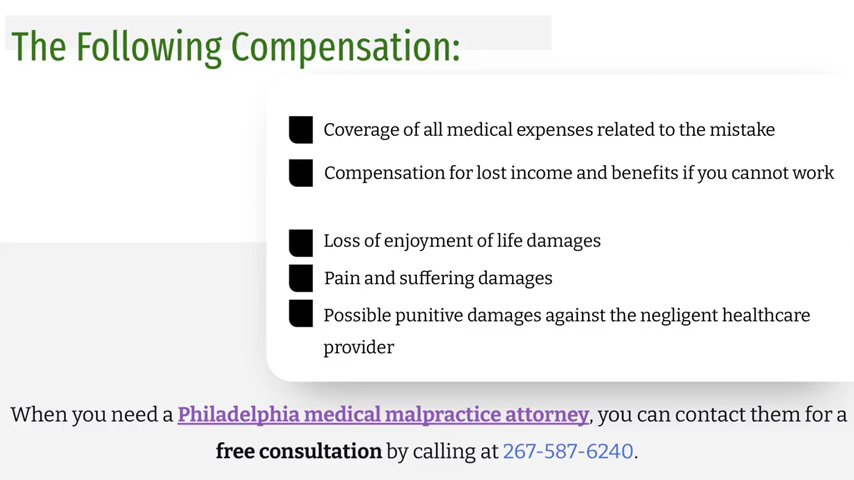 The Following Compensation:
Coverage of all medical expenses related to the mistake
Compensation for lost income and benefits if you cannot work
Loss of enjoyment of life damages
Pain and suffering damages
Possible punitive damages against the negligent healthcare
provider
When you need a Philadelphia medical malpractice attorney, you can contact them for a
free consultation by calling at 267-587-6240.